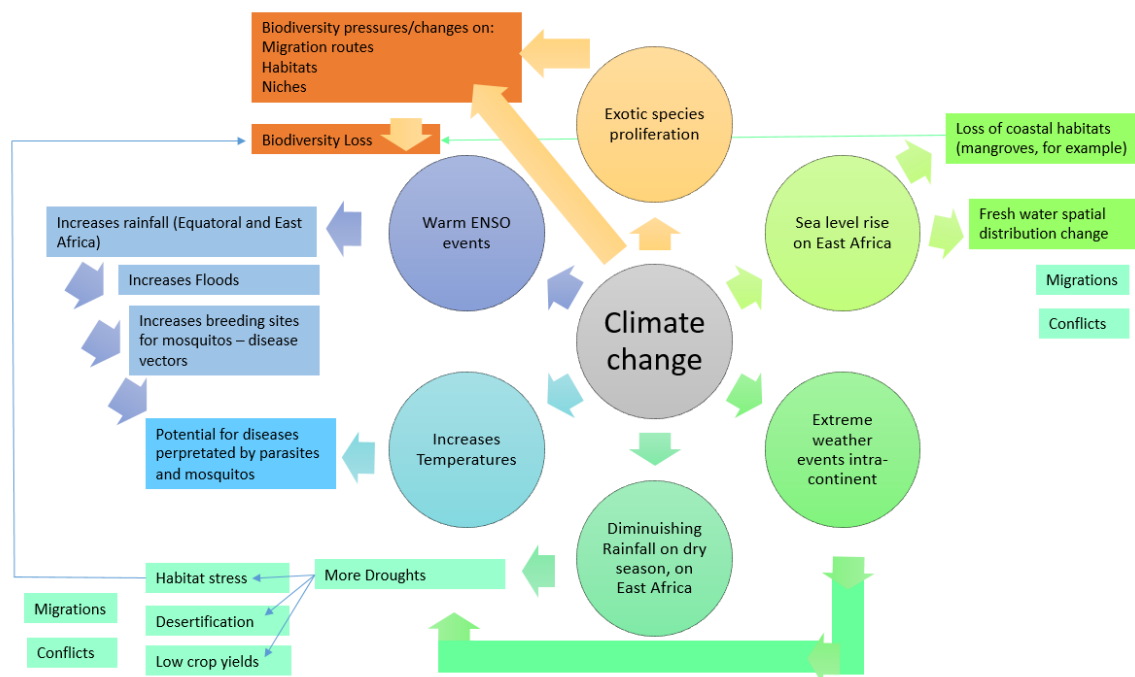 Biodiversity pressures/changes on:
Migration routes
Habitats
Niches
Exotic species
proliferation
Biodiversity Loss
Loss of coastal habitats
(mangroves, for example)
Increases rainfall (Equatoral and East
Africa)
Warm ENSO
events
Sea level rise
on East Africa
Fresh water spatial
distribution change
Increases Floods
Migrations
Increases breeding sites
for mosquitos – disease
vectors
Climate
change
Conflicts
Potential for diseases
perpretated by parasites
and mosquitos
Increases
Temperatures
Extreme
weather
events intra-
continent
Diminuishing
Rainfall on dry
season, on
East Africa
Habitat stress
More Droughts
Migrations
Desertification
Conflicts
Low crop yields